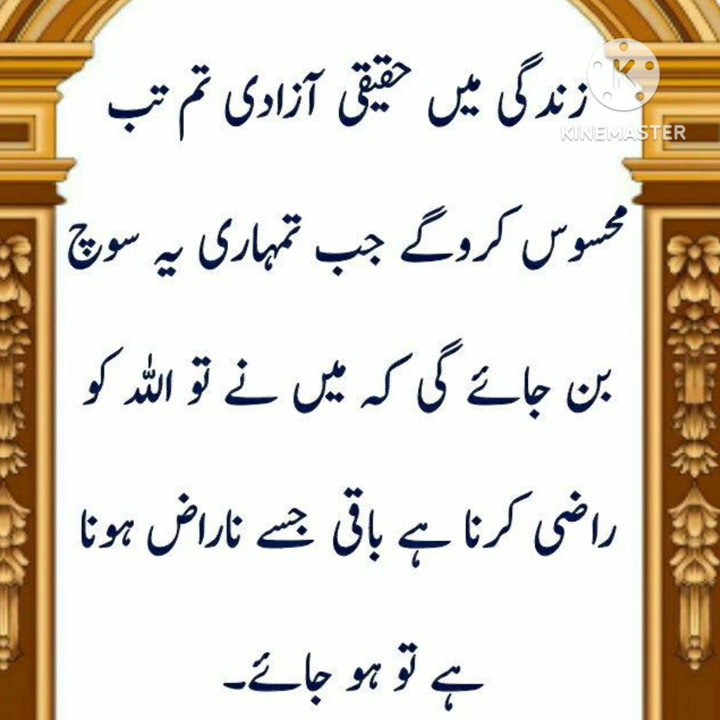 زندگی میں حقیقی آزادی تم تب
KINEMASTER
محسوس کروگے جب تمہاری یہ سوچ
بن جائے گی کہ میں نے تو اللہ کو
راضی کرنا ہے باقی جسے ناراض ہونا
ہے تو ہو جائے۔